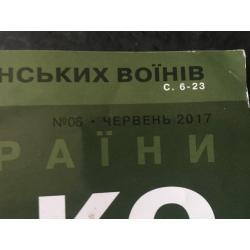 НСЬКИХ ВОЇНІВ
С. 6-23
№06 • ЧЕРВЕНЬ 2017
РАЇНИ
КО